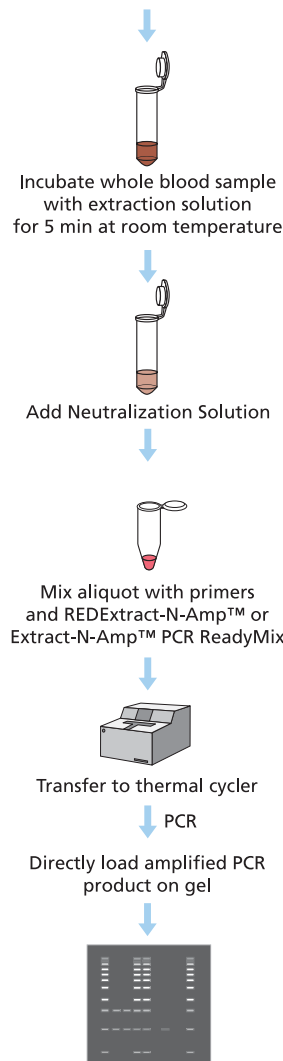 Incubate whole blood sample
with extraction solution
for 5 min at room temperature
Add Neutralization Solution
Mix aliquot with primers
and REDExtract-N-Amp™ or
Extract-N-Amp™ PCR ReadyMix
Transfer to thermal cycler
PCR
Directly load amplified PCR
product on gel